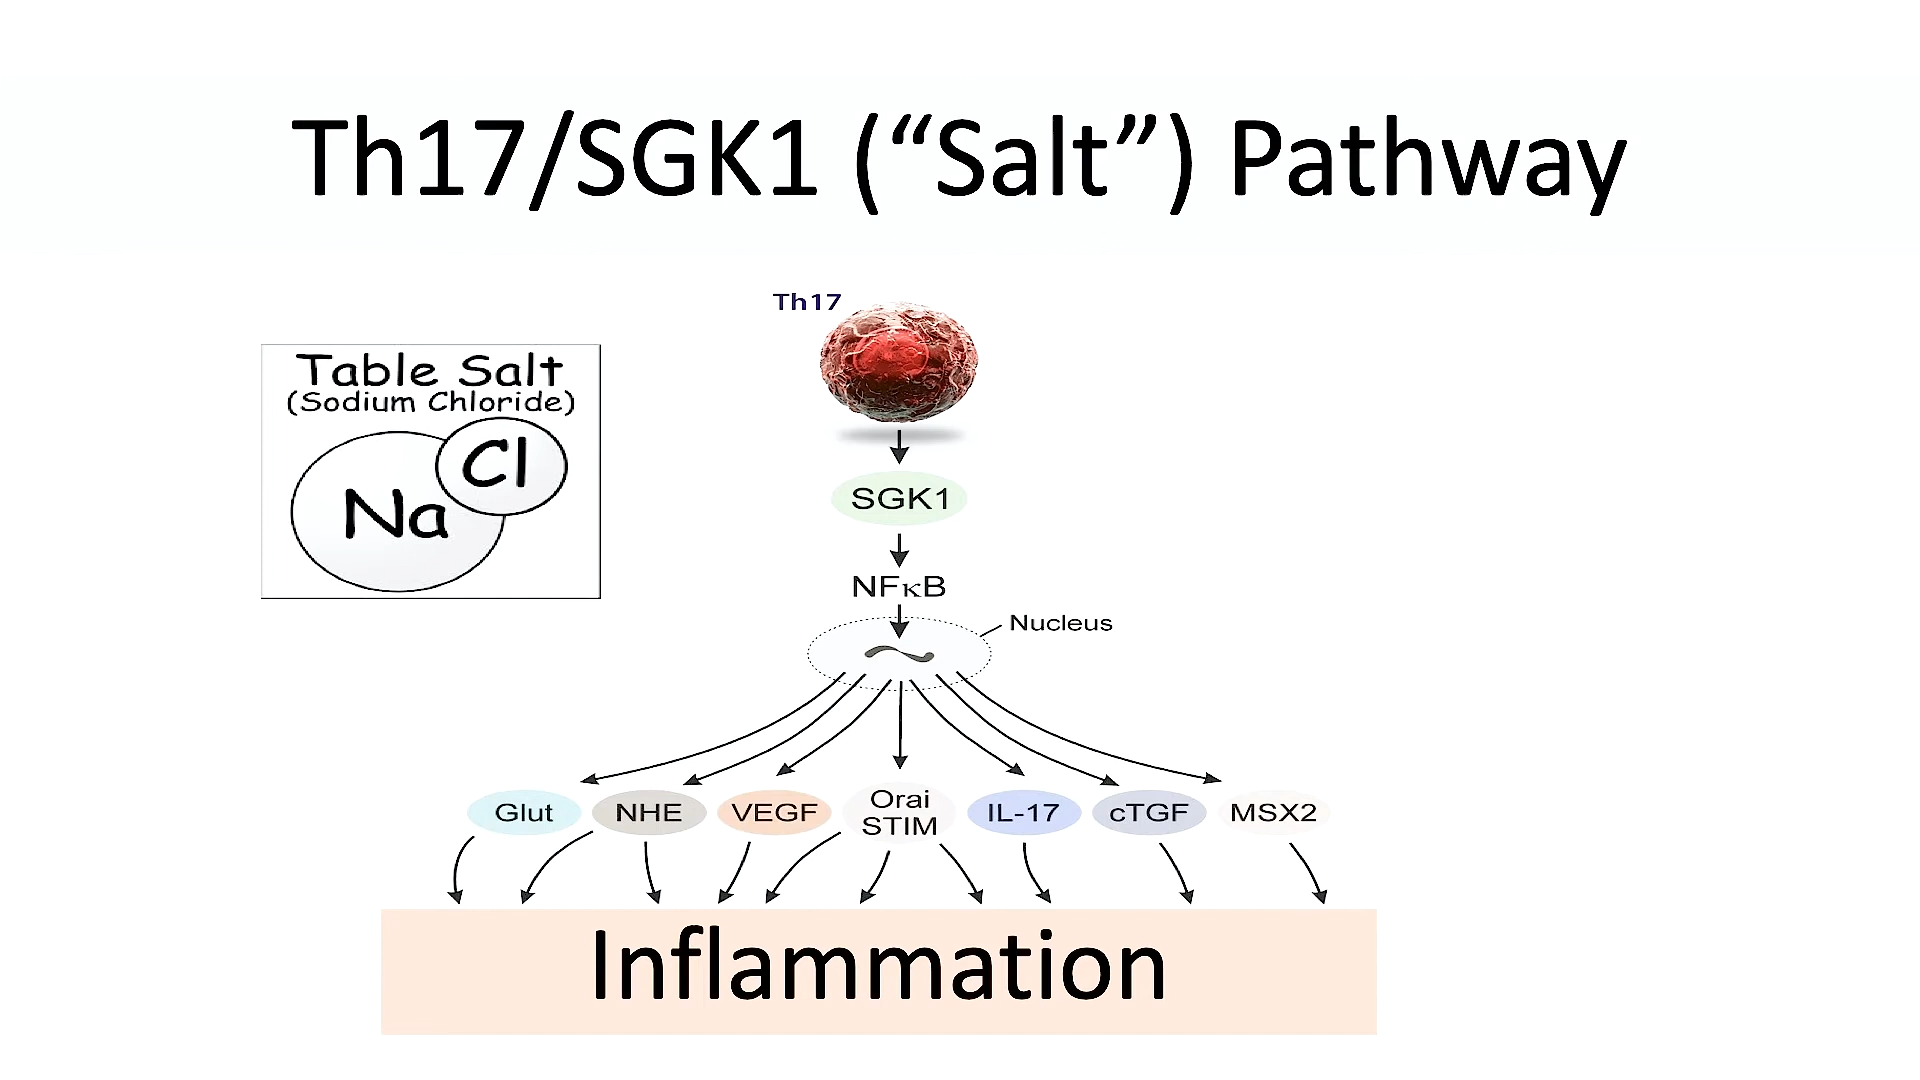 Th17/SGK1 (“Salt”) Pathway
Th17
Table Salt
(Sodium Chloride)
Cl
Na
SGK1
NFκB
Nucleus
Glut
NHE
VEGF
Orai
STIM
IL-17
cTGF
MSX2
Inflammation